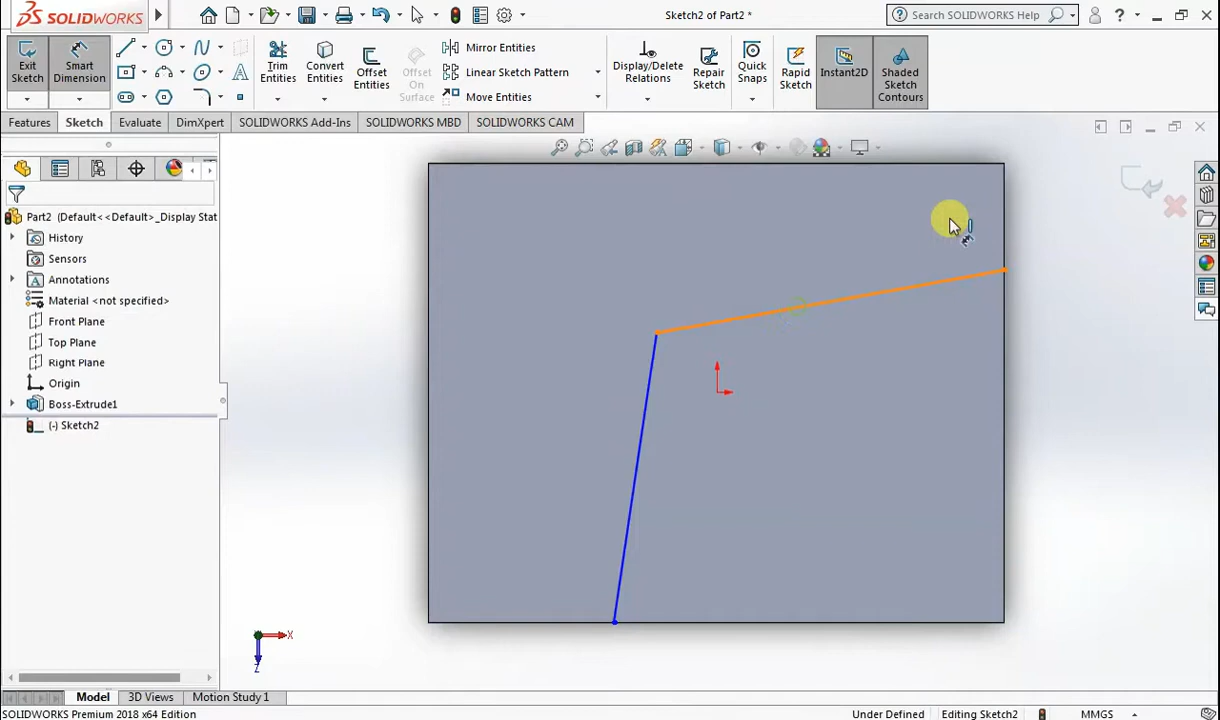 SOLIDWORKS
Sketch2 of Part2 *
Search SOLIDWORKS Help
?
Exit Sketch
Smart Dimension
Trim Entities
Convert Entities
Offset Entities
Offset On Surface
Mirror Entities
Linear Sketch Pattern
Move Entities
Display/Delete Relations
Repair Sketch
Quick Snaps
Rapid Sketch
Instant2D
Shaded Sketch Contours
Features
Sketch
Evaluate
DimXpert
SOLIDWORKS Add-Ins
SOLIDWORKS MBD
SOLIDWORKS CAM
Part2 (Default<<Default>_Display Stat
History
Sensors
Annotations
Material <not specified>
Front Plane
Top Plane
Right Plane
Origin
Boss-Extrude1
(-) Sketch2
X
Z
Model
3D Views
Motion Study 1
SOLIDWORKS Premium 2018 x64 Edition
Under Defined
Editing Sketch2
MMGS